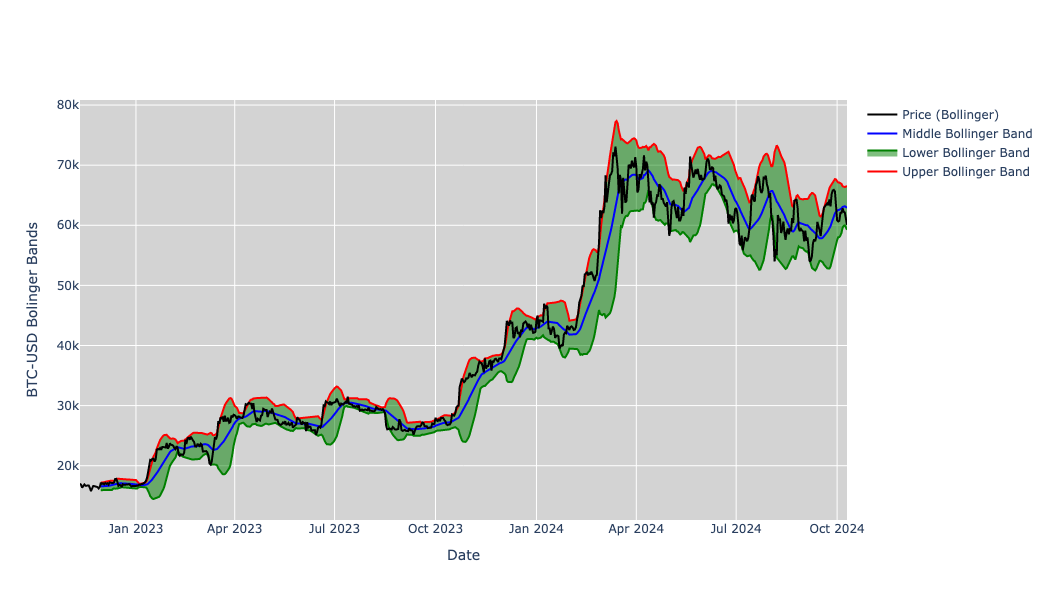 80k
70k
60k
50k
40k
30k
20k
BTC-USD Bolinger Bands
Jan 2023
Apr 2023
Jul 2023
Oct 2023
Jan 2024
Apr 2024
Jul 2024
Oct 2024
Date
Price (Bollinger)
Middle Bollinger Band
Lower Bollinger Band
Upper Bollinger Band